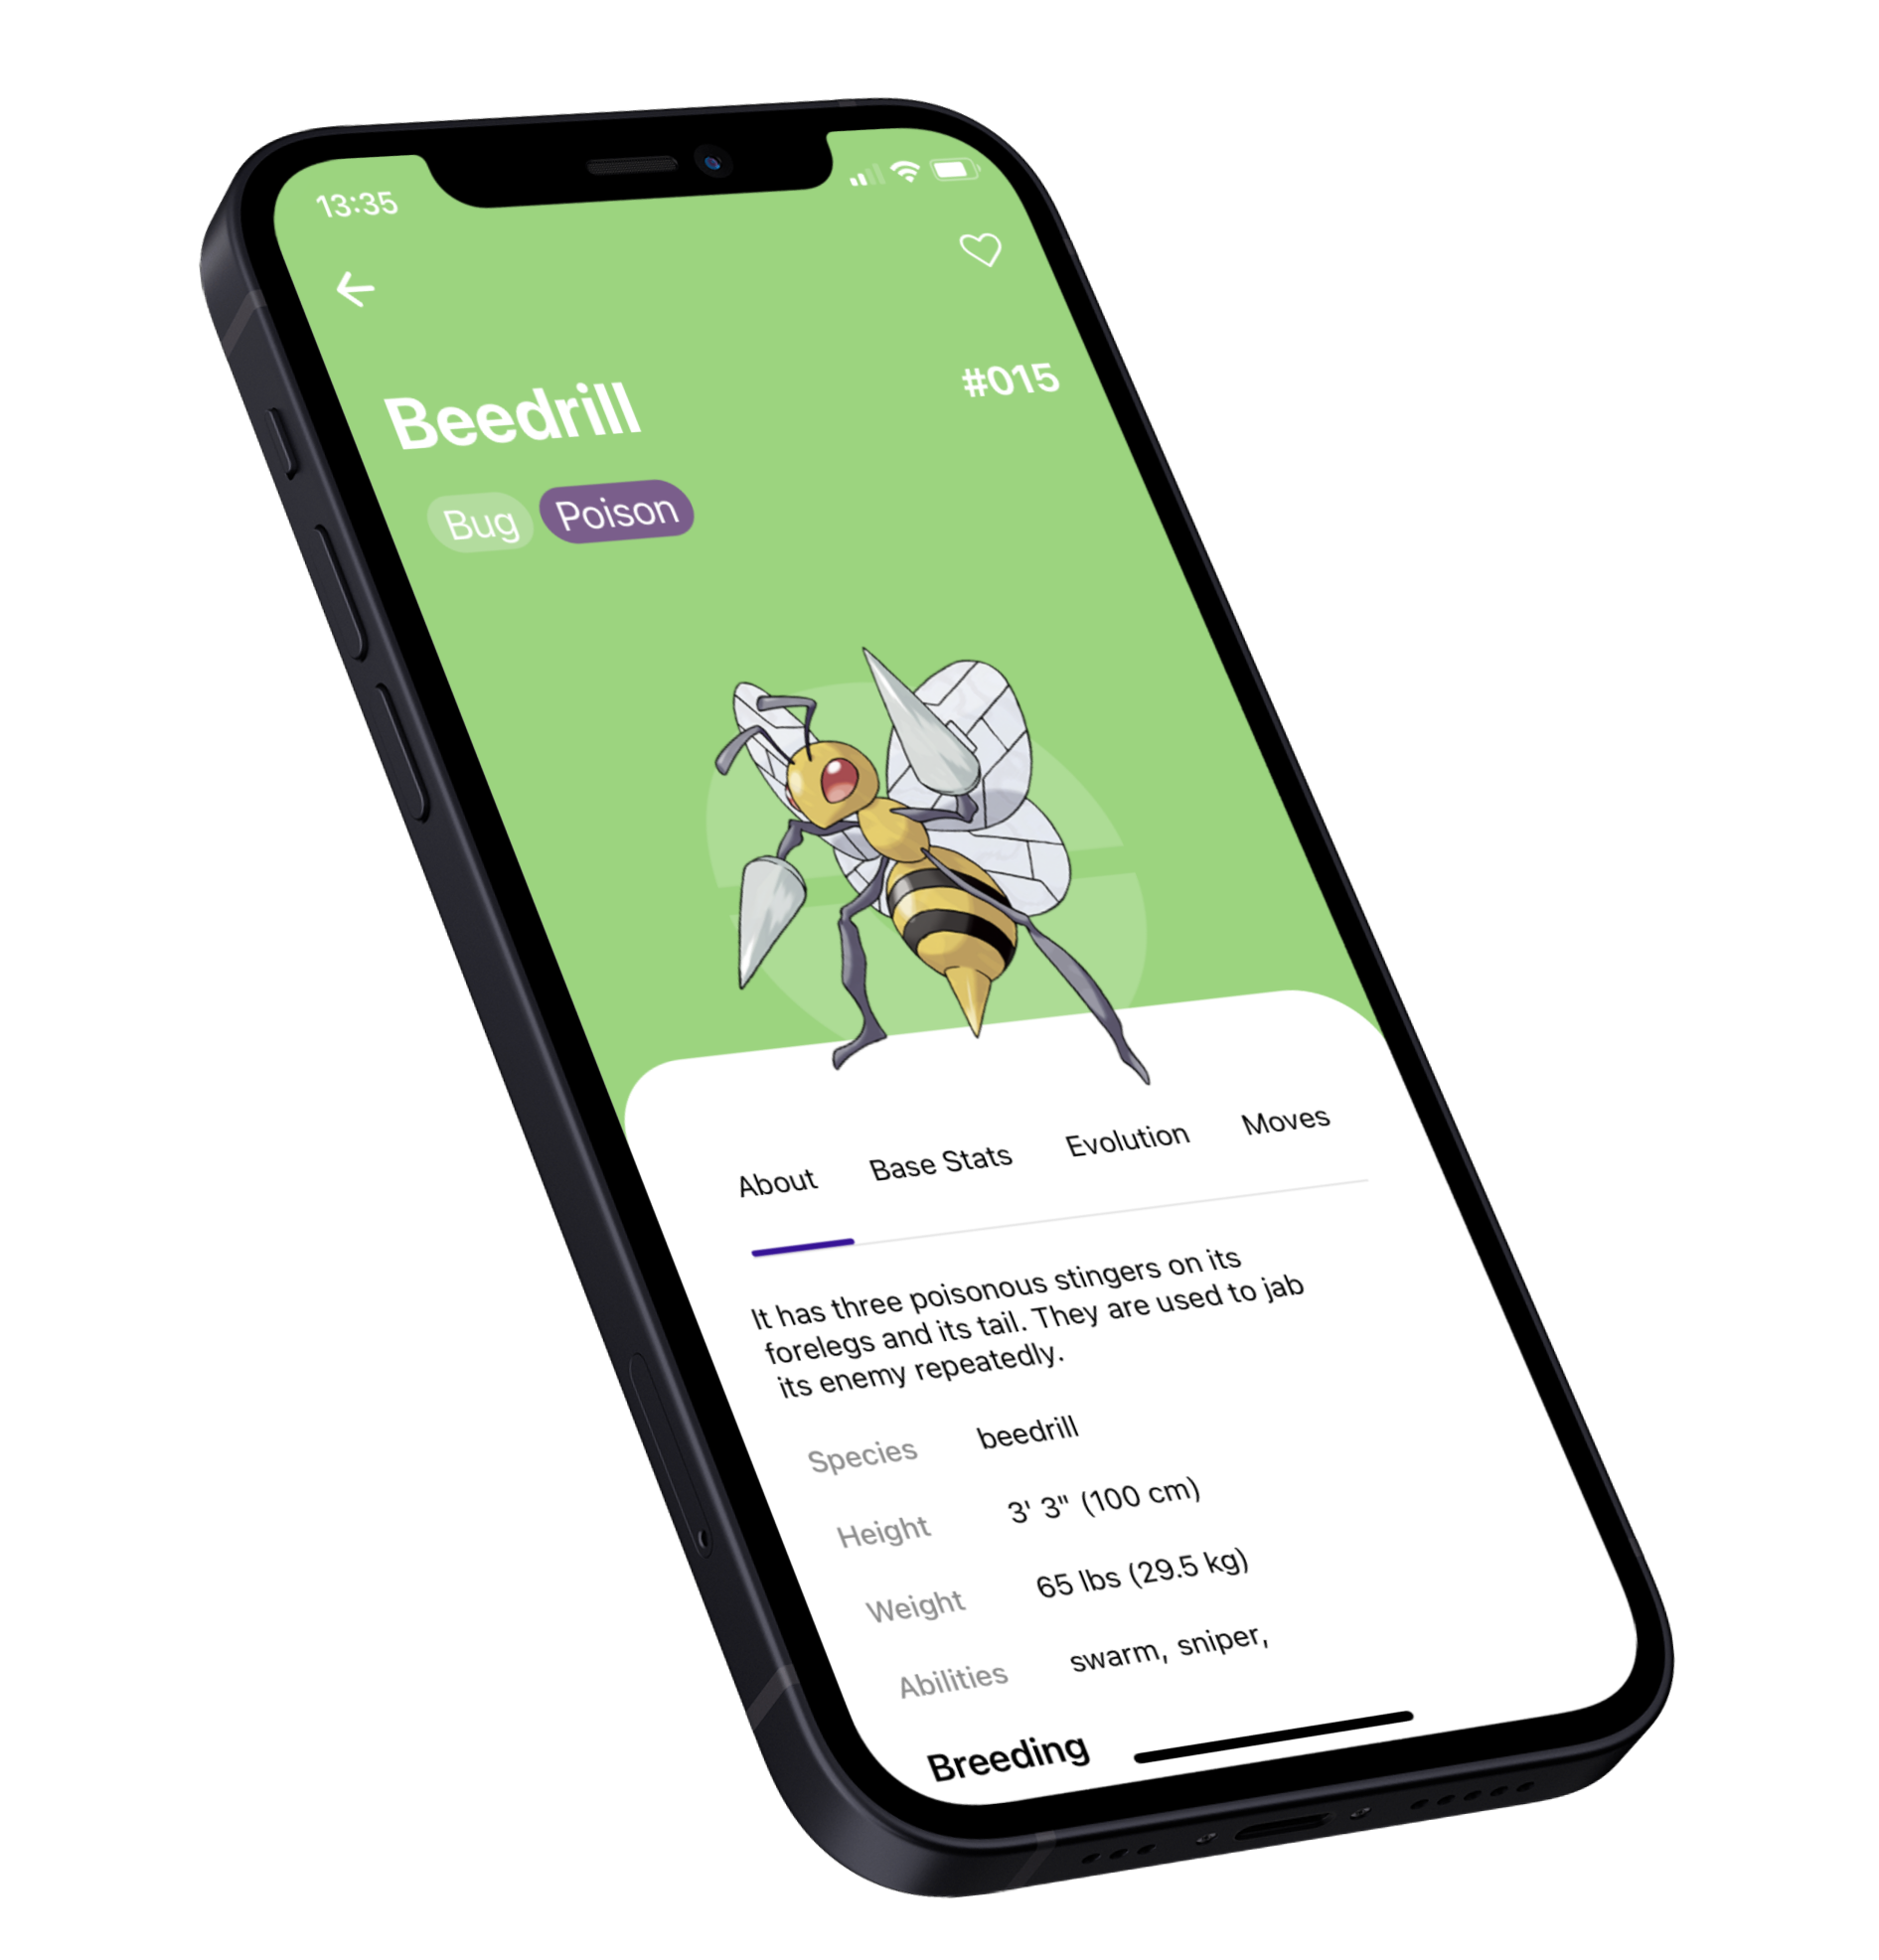 13:35
Beedrill
#015
Bug Poison
About Base Stats Evolution Moves
It has three poisonous stingers on its
forelegs and its tail. They are used to jab
its enemy repeatedly.
Species beedrill
Height 3' 3" (100 cm)
Weight 65 lbs (29.5 kg)
Abilities swarm, sniper,
Breeding